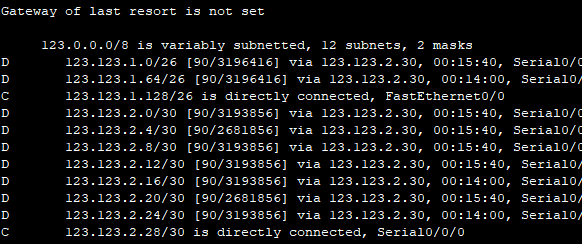 Gateway of last resort is not set
123.0.0.0/8 is variably subnetted, 12 subnets, 2 masks
D 123.123.1.0/26 [90/3196416] via 123.123.2.30, 00:15:40, Serial0/
D 123.123.1.64/26 [90/3196416] via 123.123.2.30, 00:14:00, Serial0/
C 123.123.1.128/26 is directly connected, FastEthernet0/0
D 123.123.2.0/30 [90/3193856] via 123.123.2.30, 00:15:40, Serial0/
D 123.123.2.4/30 [90/2681856] via 123.123.2.30, 00:15:40, Serial0/
D 123.123.2.8/30 [90/3193856] via 123.123.2.30, 00:15:40, Serial0/
D 123.123.2.12/30 [90/3193856] via 123.123.2.30, 00:15:40, Serial0/
D 123.123.2.16/30 [90/3193856] via 123.123.2.30, 00:14:00, Serial0/
D 123.123.2.20/30 [90/2681856] via 123.123.2.30, 00:15:40, Serial0/
D 123.123.2.24/30 [90/3193856] via 123.123.2.30, 00:14:00, Serial0/
C 123.123.2.28/30 is directly connected, Serial0/0/0